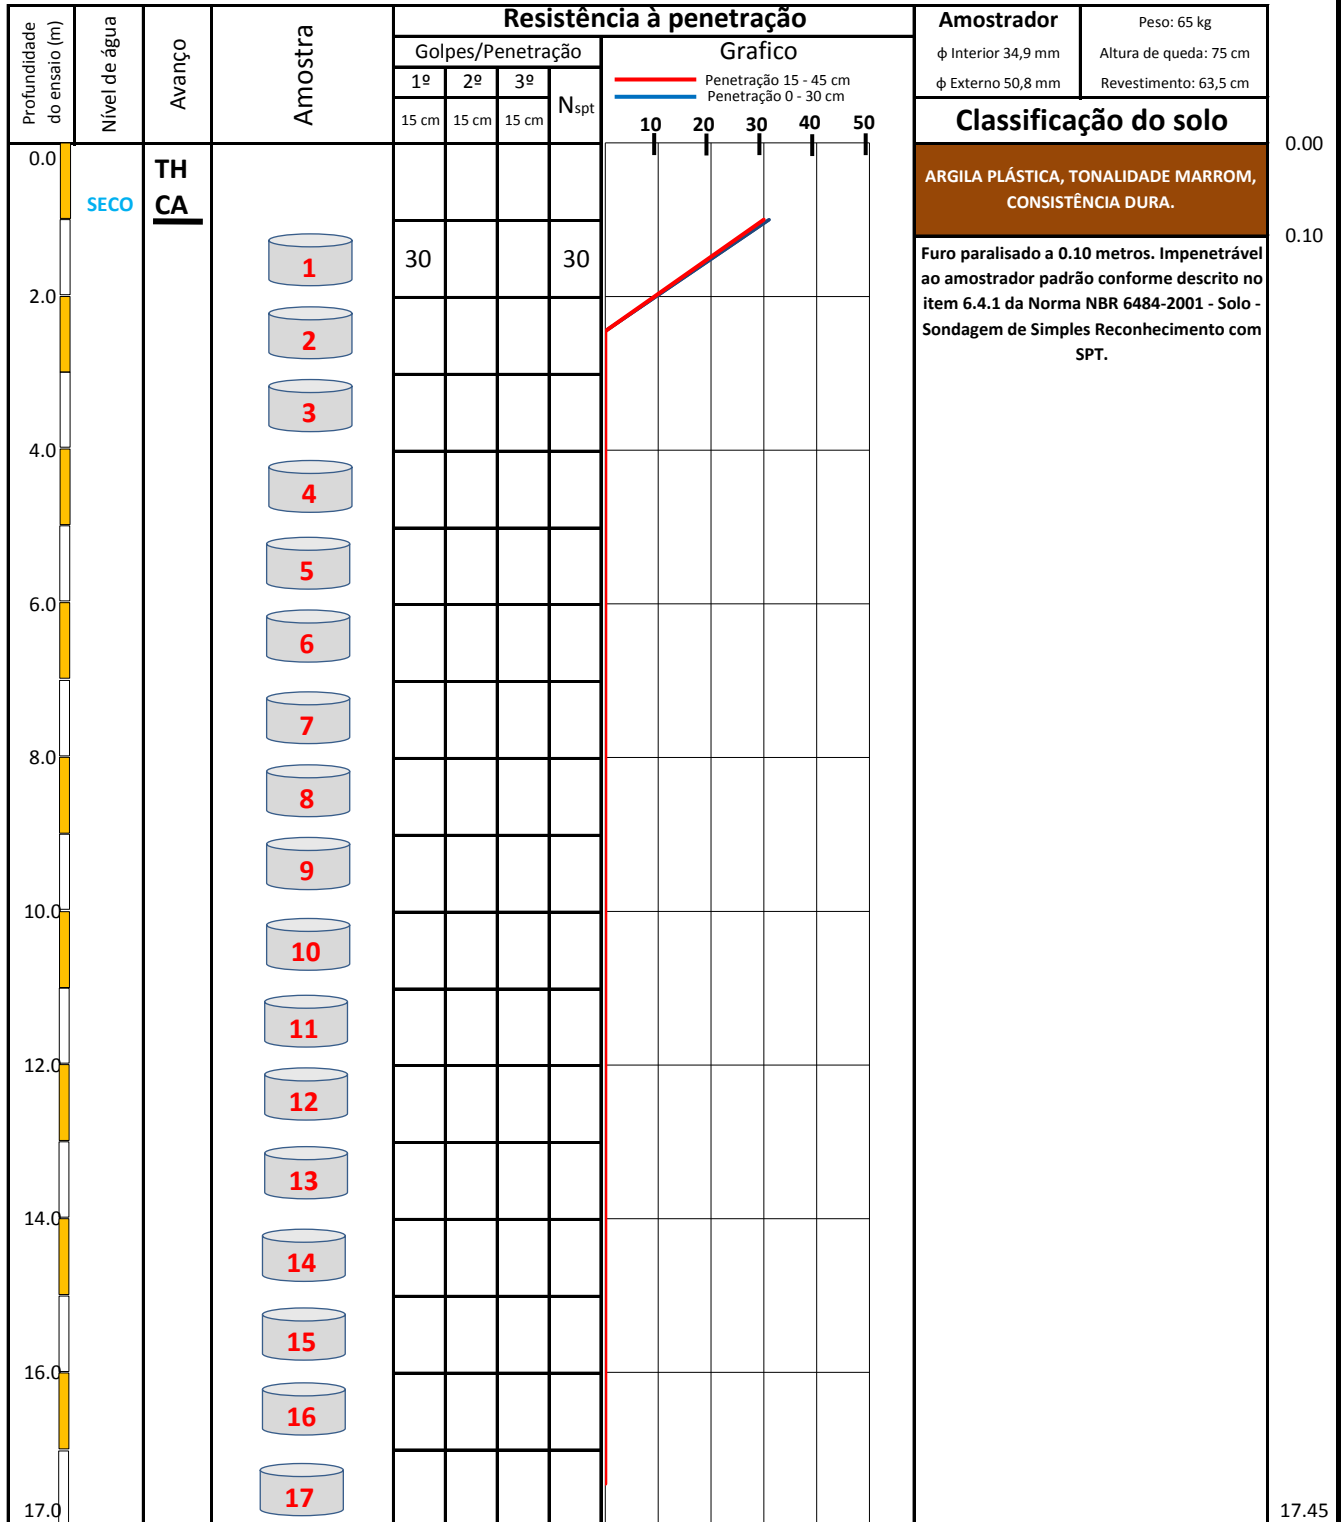 Profundidade
do ensaio (m)
Nível de água
Avanço
Amostra
Resistência à penetração
Golpes/Penetração
1º 2º 3º
15 cm 15 cm 15 cm
Nspt
Grafico
Penetração 15 - 45 cm
Penetração 0 - 30 cm
10 20 30 40 50
Amostrador
ϕ Interior 34,9 mm
ϕ Externo 50,8 mm
Peso: 65 kg
Altura de queda: 75 cm
Revestimento: 63,5 cm
Classificação do solo
0.0
SECO
TH
CA
ARGILA PLÁSTICA, TONALIDADE MARROM,
CONSISTÊNCIA DURA.
0.00
0.10
1
30
30
Furo paralisado a 0.10 metros. Impenetrável
ao amostrador padrão conforme descrito no
item 6.4.1 da Norma NBR 6484-2001 - Solo -
Sondagem de Simples Reconhecimento com
SPT.
2.0
2
3
4.0
4
5
6.0
6
7
8.0
8
9
10.0
10
11
12.0
12
13
14.0
14
15
16.0
16
17
17.0
17.45